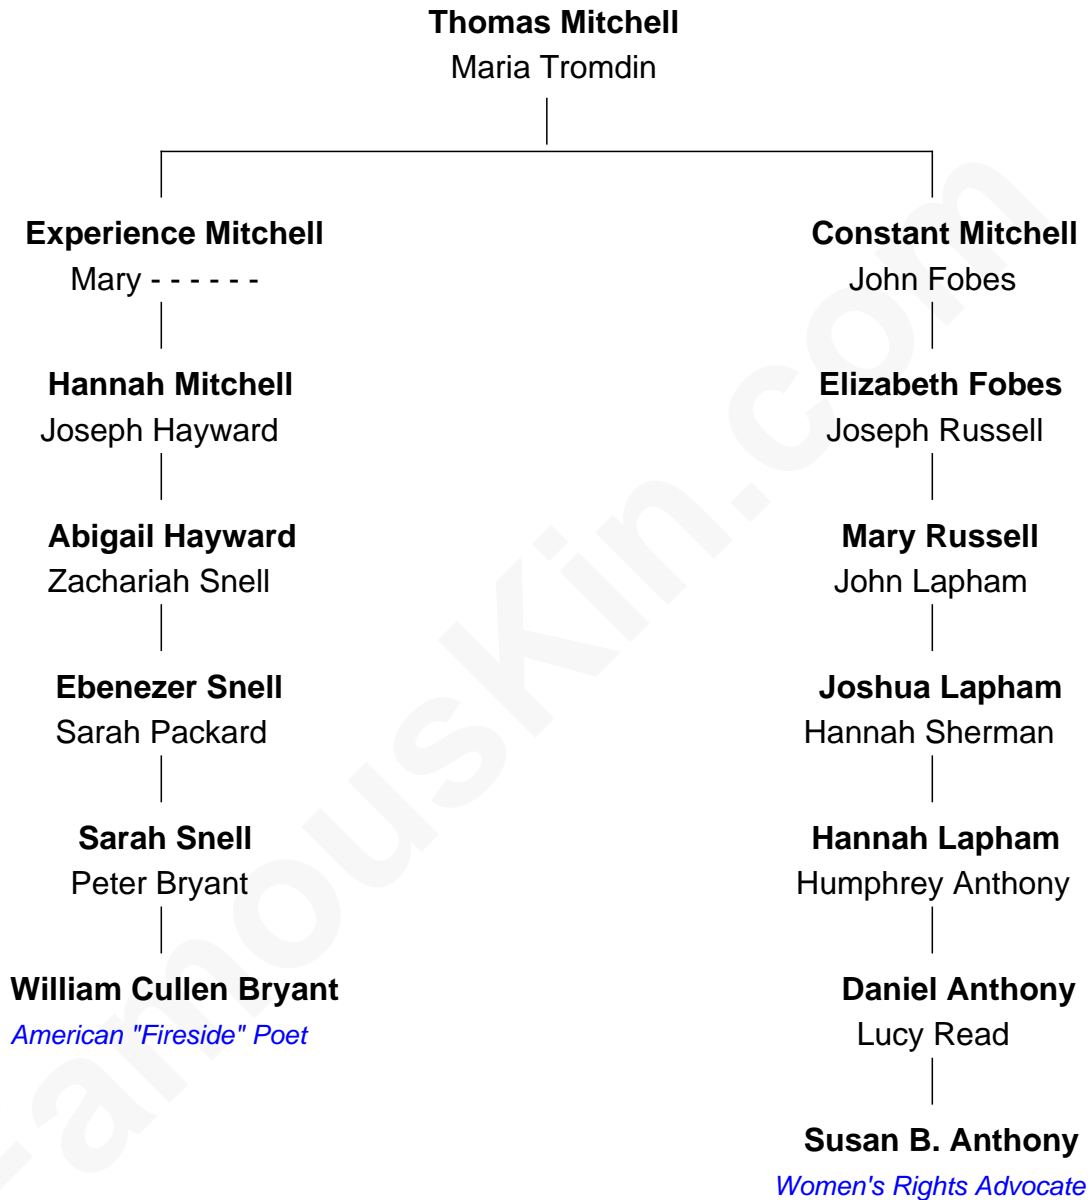 Thomas Mitchell
Maria Tromdin
Experience Mitchell
Mary - - - - - -
Constant Mitchell
John Fobes
Hannah Mitchell
Joseph Hayward
Elizabeth Fobes
Joseph Russell
Abigail Hayward
Zachariah Snell
Mary Russell
John Lapham
Ebenezer Snell
Sarah Packard
Joshua Lapham
Hannah Sherman
Sarah Snell
Peter Bryant
Hannah Lapham
Humphrey Anthony
William Cullen Bryant
American "Fireside" Poet
Daniel Anthony
Lucy Read
Susan B. Anthony
Women's Rights Advocate
FamousKin.com